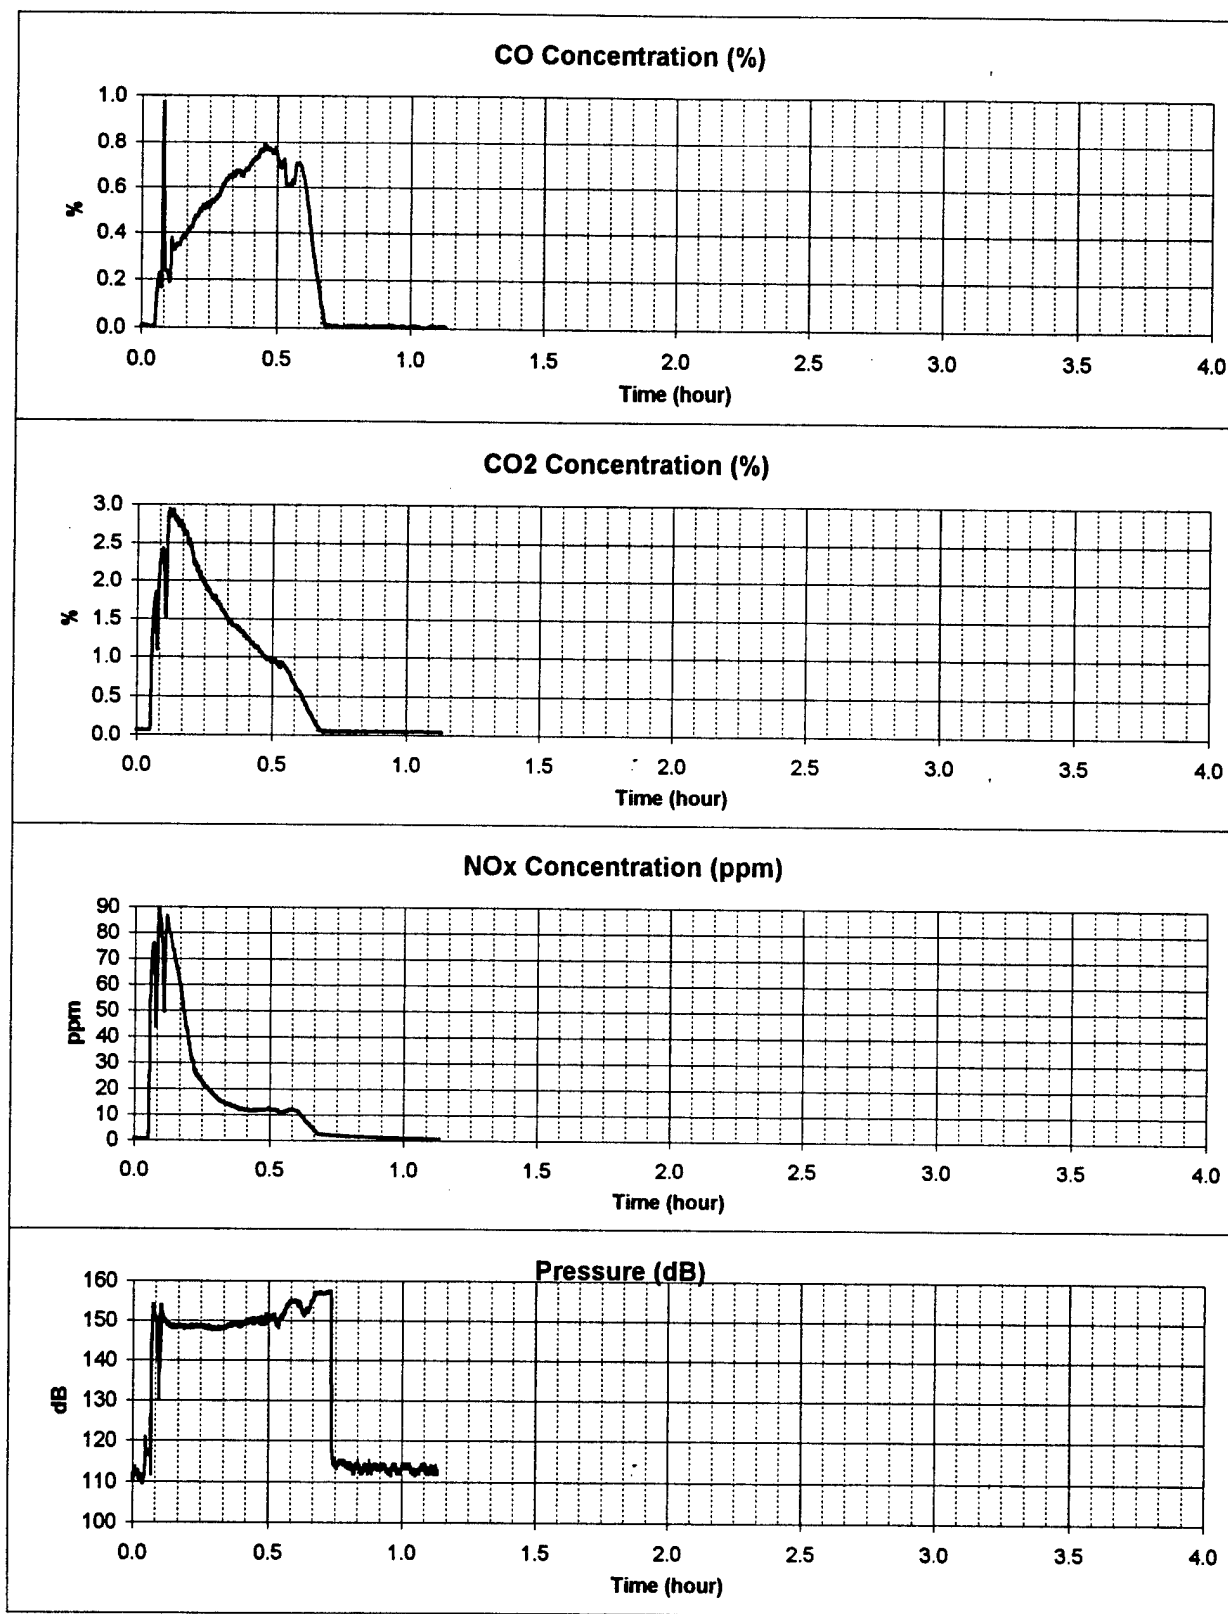 CO Concentration (%)
1.0
0.8
0.6
0.4
0.2
0.0
%
0.0 0.5 1.0 1.5 2.0 2.5 3.0 3.5 4.0
Time (hour)
CO2 Concentration (%)
3.0
2.5
2.0
1.5
1.0
0.5
0.0
%
0.0 0.5 1.0 1.5 2.0 2.5 3.0 3.5 4.0
Time (hour)
NOx Concentration (ppm)
90
80
70
60
50
40
30
20
10
0
ppm
0.0 0.5 1.0 1.5 2.0 2.5 3.0 3.5 4.0
Time (hour)
Pressure (dB)
160
150
140
130
120
110
100
dB
0.0 0.5 1.0 1.5 2.0 2.5 3.0 3.5 4.0
Time (hour)